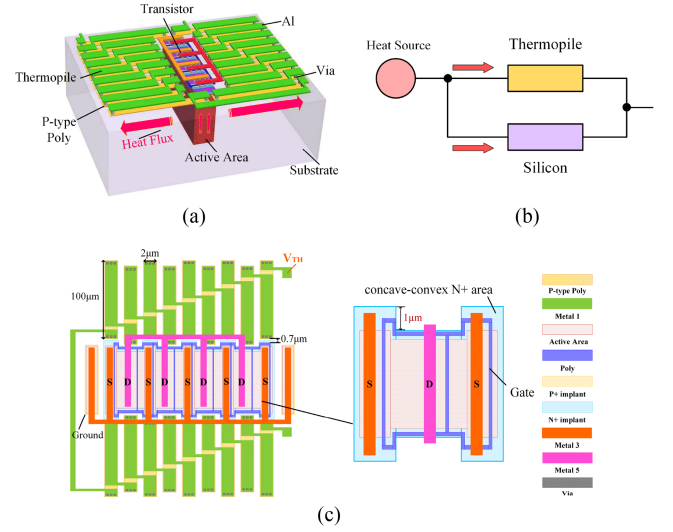 Transistor
Al
Thermopile
Via
P-type
Poly
Heat Flux
Active Area
Substrate
(a)
Heat Source
Thermopile
Silicon
(b)
2μm
V_TH
100μm
0.7μm
S D S D S D S D S
Ground
concave-convex N+ area
1μm
S D S
Gate
P-type Poly
Metal 1
Active Area
Poly
P+ implant
N+ implant
Metal 3
Metal 5
Via
(c)